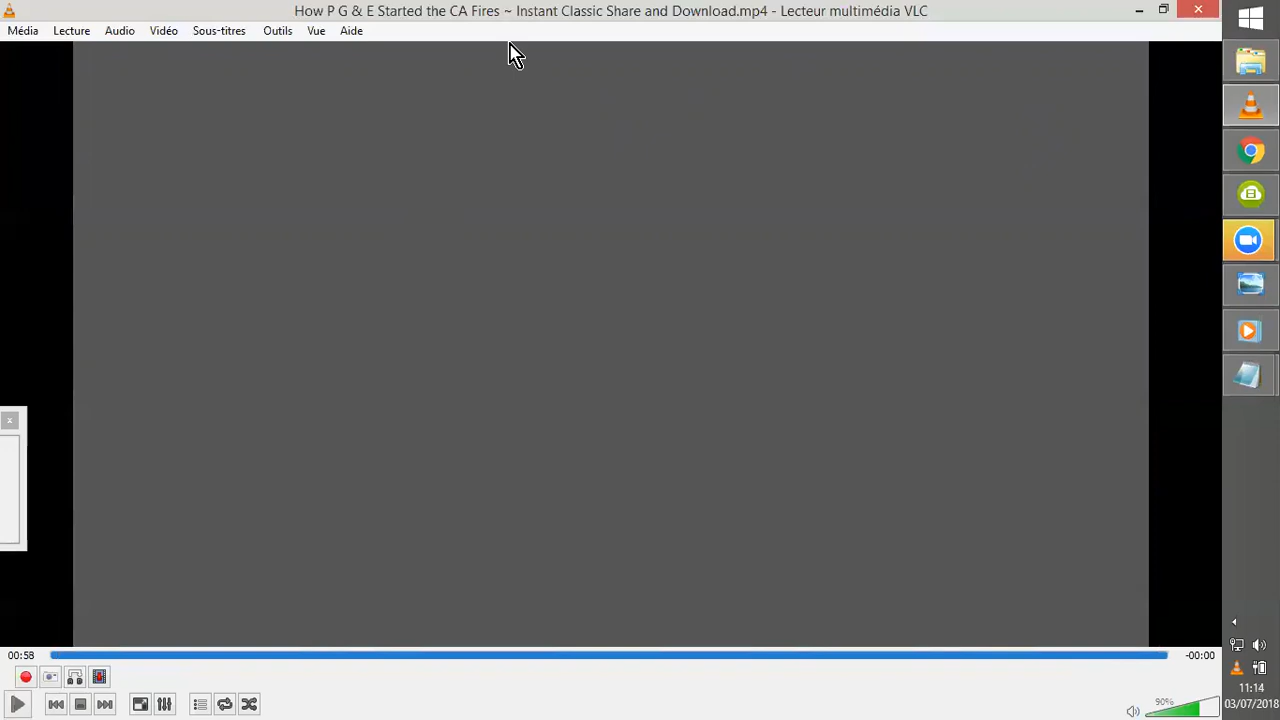 How P G & E Started the CA Fires ~ Instant Classic Share and Download.mp4 - Lecteur multimédia VLC
Média Lecture Audio Vidéo Sous-titres Outils Vue Aide
00:58 -00:00
90%
11:14
03/07/2018